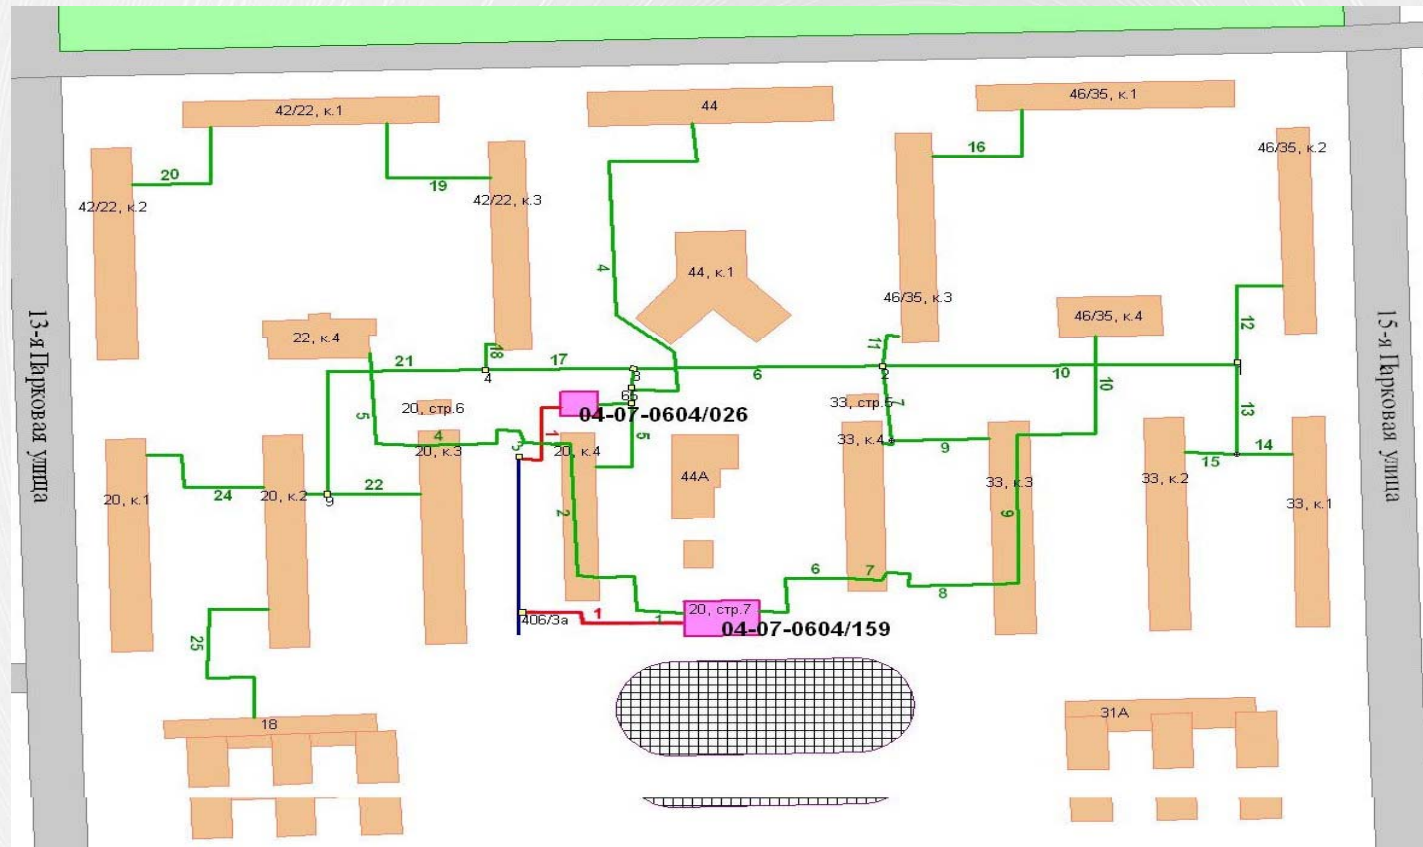 42/22, к.1
44
46/35, к.1
16
46/35, к.2
20
19
42/22, к.2
42/22, к.3
4
44, к.1
46/35, к.3
46/35, к.4
13-я Парковая улица
15-я Парковая улица
22, к.4
18
11
12
21
17
3
6
2
10
1
4
10
5
20, стр.6
04-07-0604/026
33, стр.5
7
13
4
1
5
20, к.3
20, к.4
33, к.4
9
14
15
44А
33, к.2
33, к.3
20, к.1
24
20, к.2
9
22
2
9
33, к.1
6
7
8
20, стр.7
406/3а
1
1
04-07-0604/159
25
18
31А